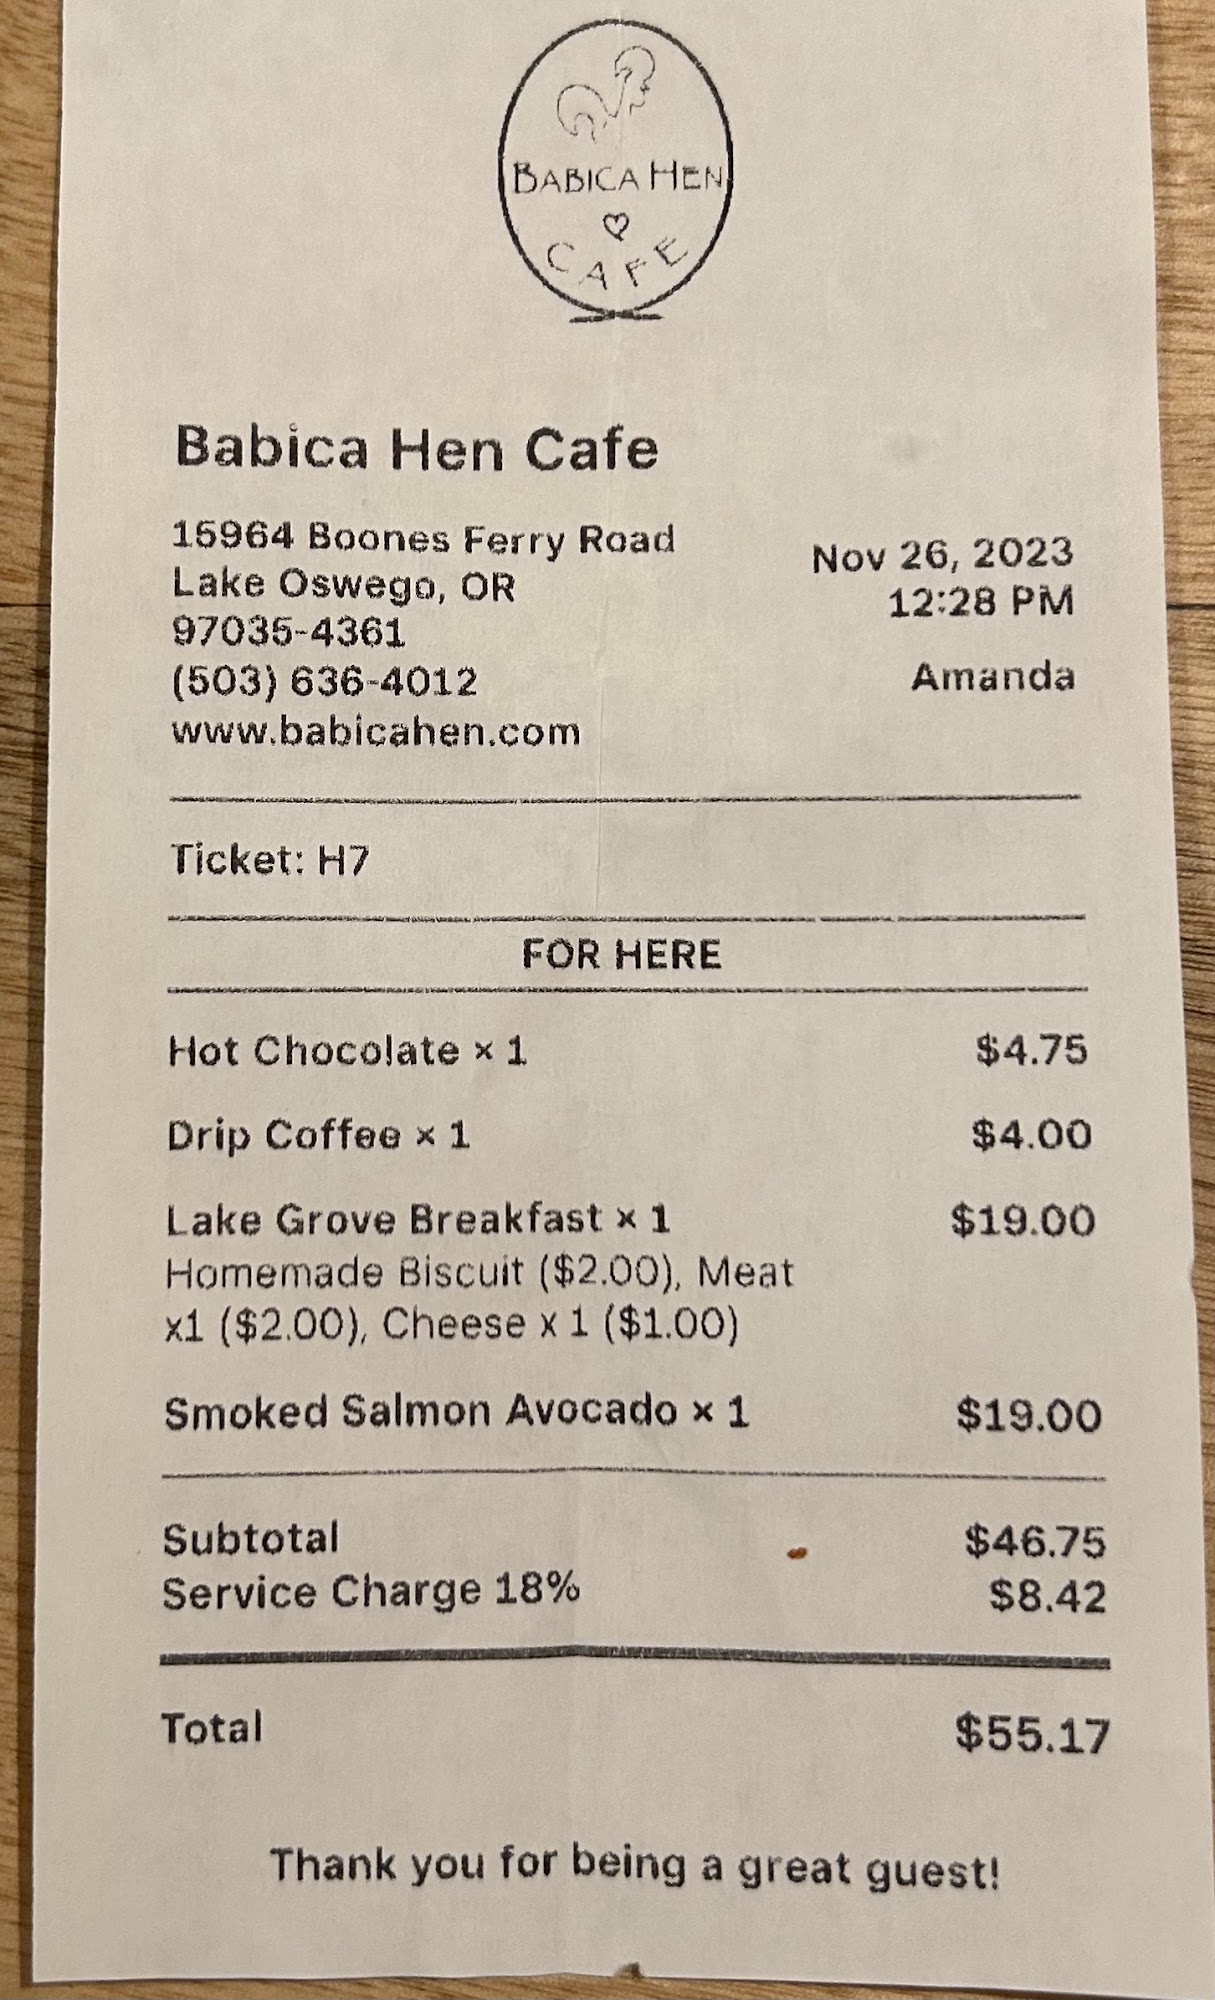 BABICA HEN
CAFE
Babica Hen Cafe
15964 Boones Ferry Road
Lake Oswego, OR
97035-4361
(503) 636-4012
www.babicahen.com
Nov 26, 2023
12:28 PM
Amanda
Ticket: H7
FOR HERE
Hot Chocolate × 1 $4.75
Drip Coffee × 1 $4.00
Lake Grove Breakfast × 1 $19.00
Homemade Biscuit ($2.00), Meat
x1 ($2.00), Cheese x 1 ($1.00)
Smoked Salmon Avocado × 1 $19.00
Subtotal $46.75
Service Charge 18% $8.42
Total $55.17
Thank you for being a great guest!